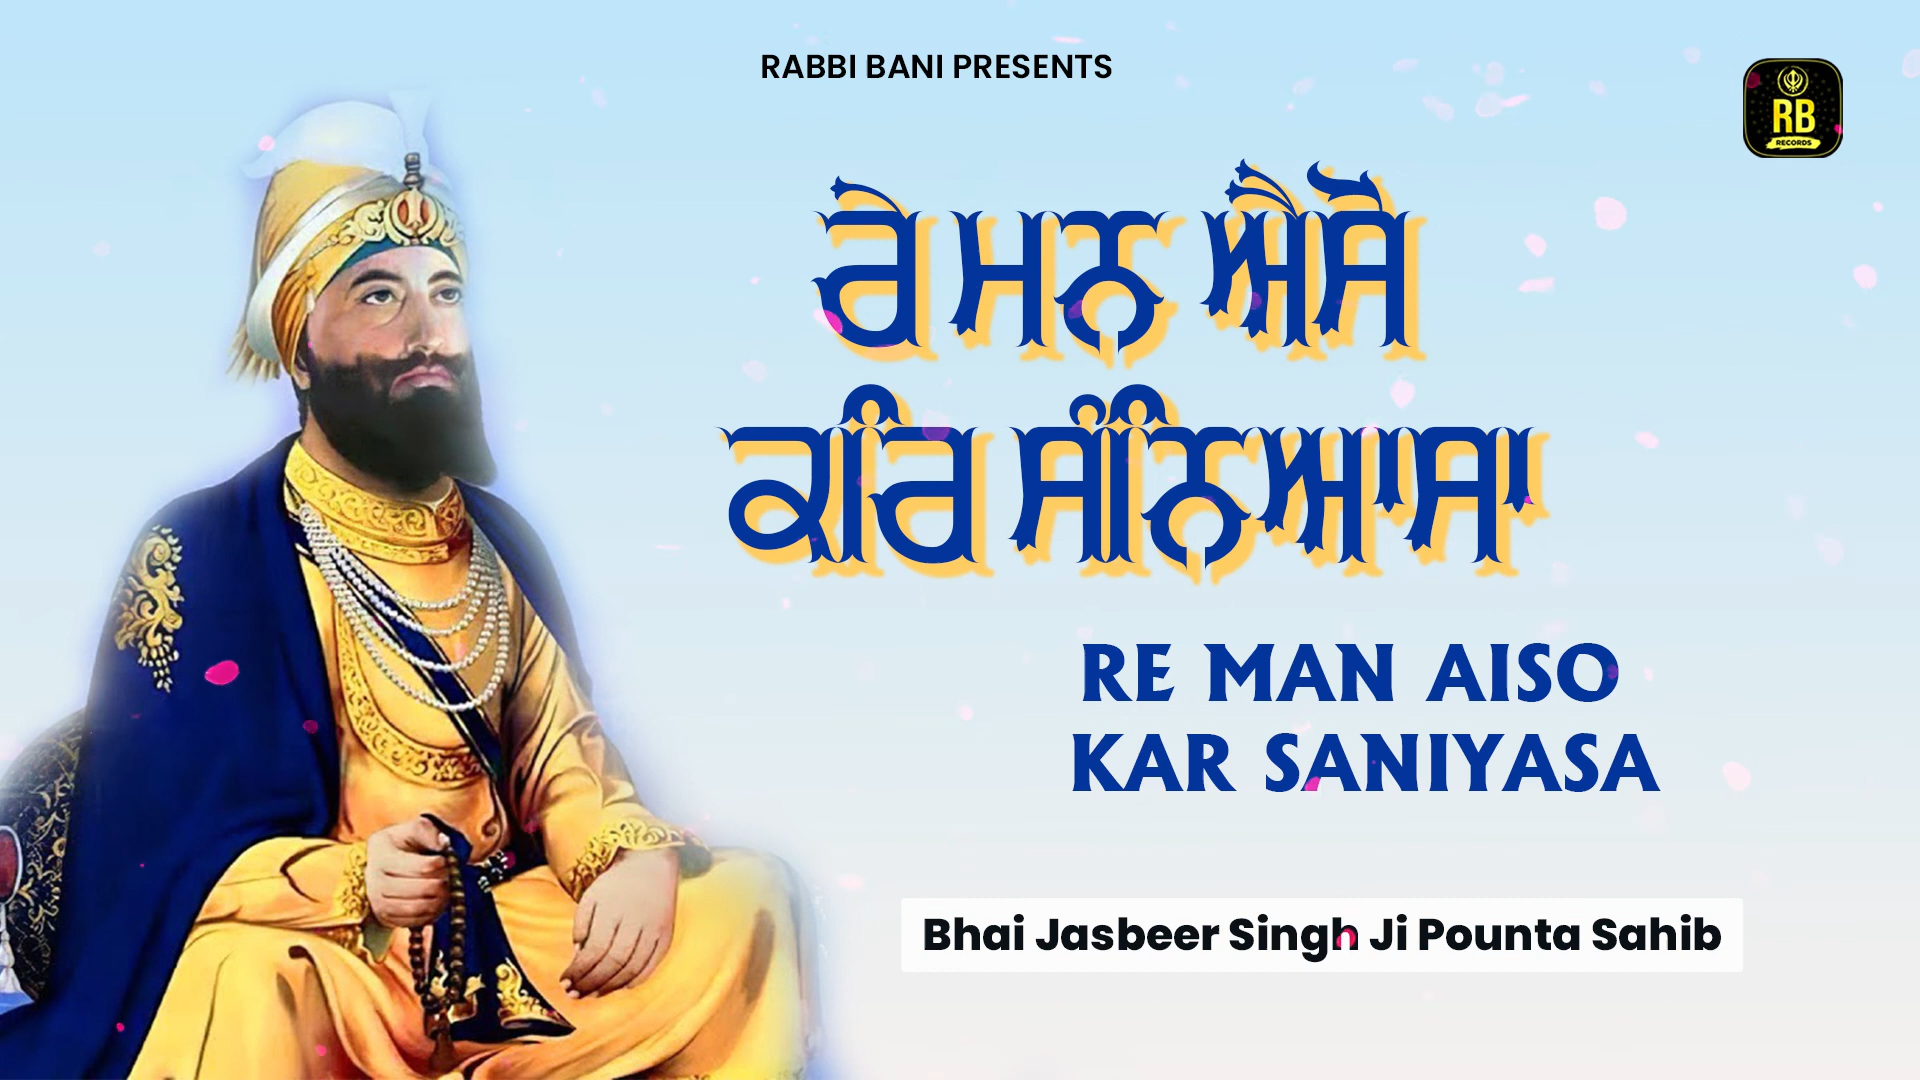 RABBI BANI PRESENTS
RB
RECORDS
ਰੇ ਮਨ ਐਸੋ
ਕਰਿ ਸੰਨਿਆਸਾ
RE MAN AISO
KAR SANIYASA
Bhai Jasbeer Singh Ji Pounta Sahib